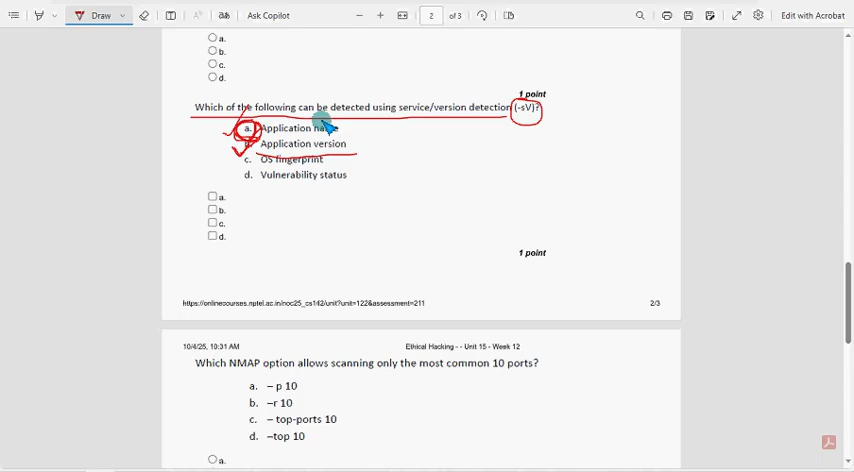 Draw
Ask Copilot
2
of 3
Edit with Acrobat
a.
b.
c.
d.
1 point
Which of the following can be detected using service/version detection (-sV)?
a. Application name
b. Application version
c. OS fingerprint
d. Vulnerability status
a.
b.
c.
d.
1 point
https://onlinecourses.nptel.ac.in/noc25_cs142/unit?unit=122&assessment=211
2/3
10/4/25, 10:31 AM
Ethical Hacking - - Unit 15 - Week 12
Which NMAP option allows scanning only the most common 10 ports?
a. – p 10
b. –r 10
c. – top-ports 10
d. –top 10
a.